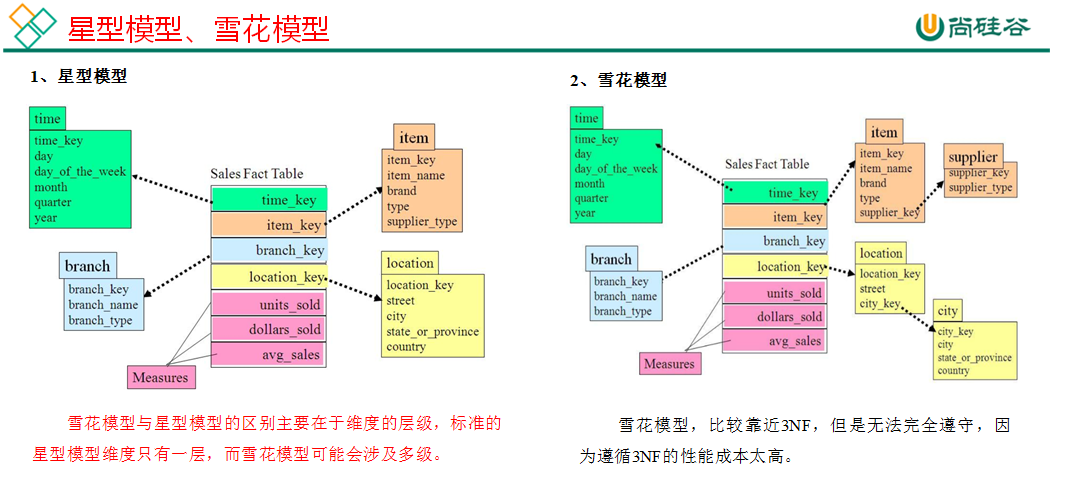 星型模型、雪花模型
尚硅谷
1、星型模型
time
time_key
day
day_of_the_week
month
quarter
year
branch
branch_key
branch_name
branch_type
Sales Fact Table
time_key
item_key
branch_key
location_key
units_sold
dollars_sold
avg_sales
Measures
item
item_key
item_name
brand
type
supplier_type
location
location_key
street
city
state_or_province
country
雪花模型与星型模型的区别主要在于维度的层级，标准的
星型模型维度只有一层，而雪花模型可能会涉及多级。
2、雪花模型
time
time_key
day
day_of_the_week
month
quarter
year
branch
branch_key
branch_name
branch_type
Sales Fact Table
time_key
item_key
branch_key
location_key
units_sold
dollars_sold
avg_sales
Measures
item
item_key
item_name
brand
type
supplier_key
supplier
supplier_key
supplier_type
location
location_key
street
city_key
city
city_key
city
state_or_province
country
雪花模型，比较靠近3NF，但是无法完全遵守，因
为遵循3NF的性能成本太高。